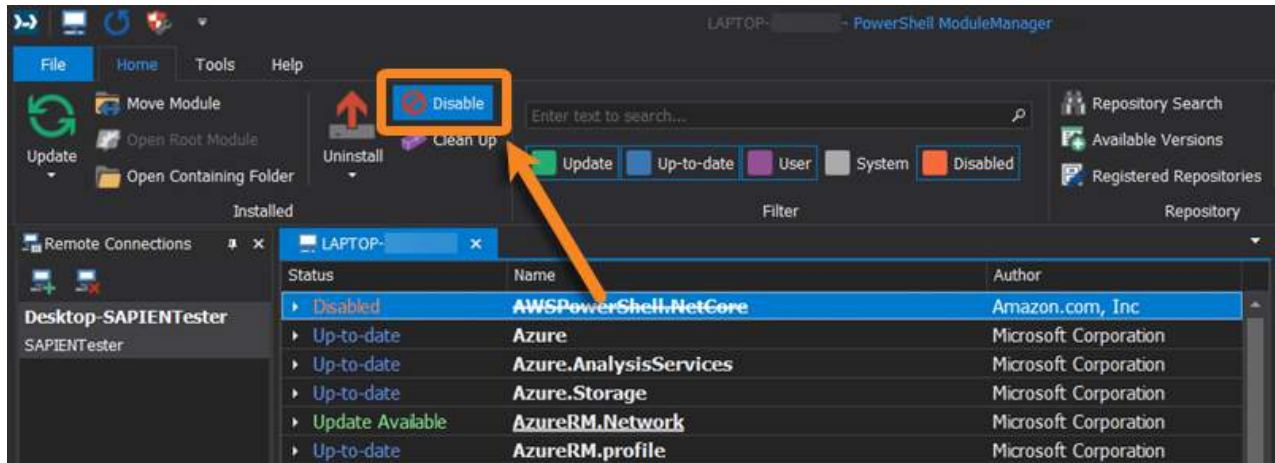 LAPTOP- - PowerShell ModuleManager
File Home Tools Help
Move Module
Open Root Module
Open Containing Folder
Update
Uninstall
Disable
Clean Up
Installed
Enter text to search...
Update Up-to-date User System Disabled
Filter
Repository Search
Available Versions
Registered Repositories
Repository
Remote Connections
Desktop-SAPIENTester
SAPIENTester
LAPTOP-
Status Name Author
Disabled AWSPowerShell.NetCore Amazon.com, Inc
Up-to-date Azure Microsoft Corporation
Up-to-date Azure.AnalysisServices Microsoft Corporation
Up-to-date Azure.Storage Microsoft Corporation
Update Available AzureRM.Network Microsoft Corporation
Up-to-date AzureRM.profile Microsoft Corporation